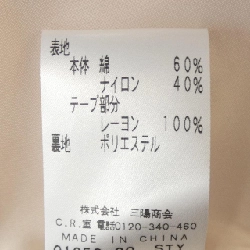 表地
本体 綿 60%
ナイロン 40%
テープ部分
レーヨン 100%
裏地 ポリエステル
株式会社 三陽商会
C.R.室 電話0120-340-460
MADE IN CHINA